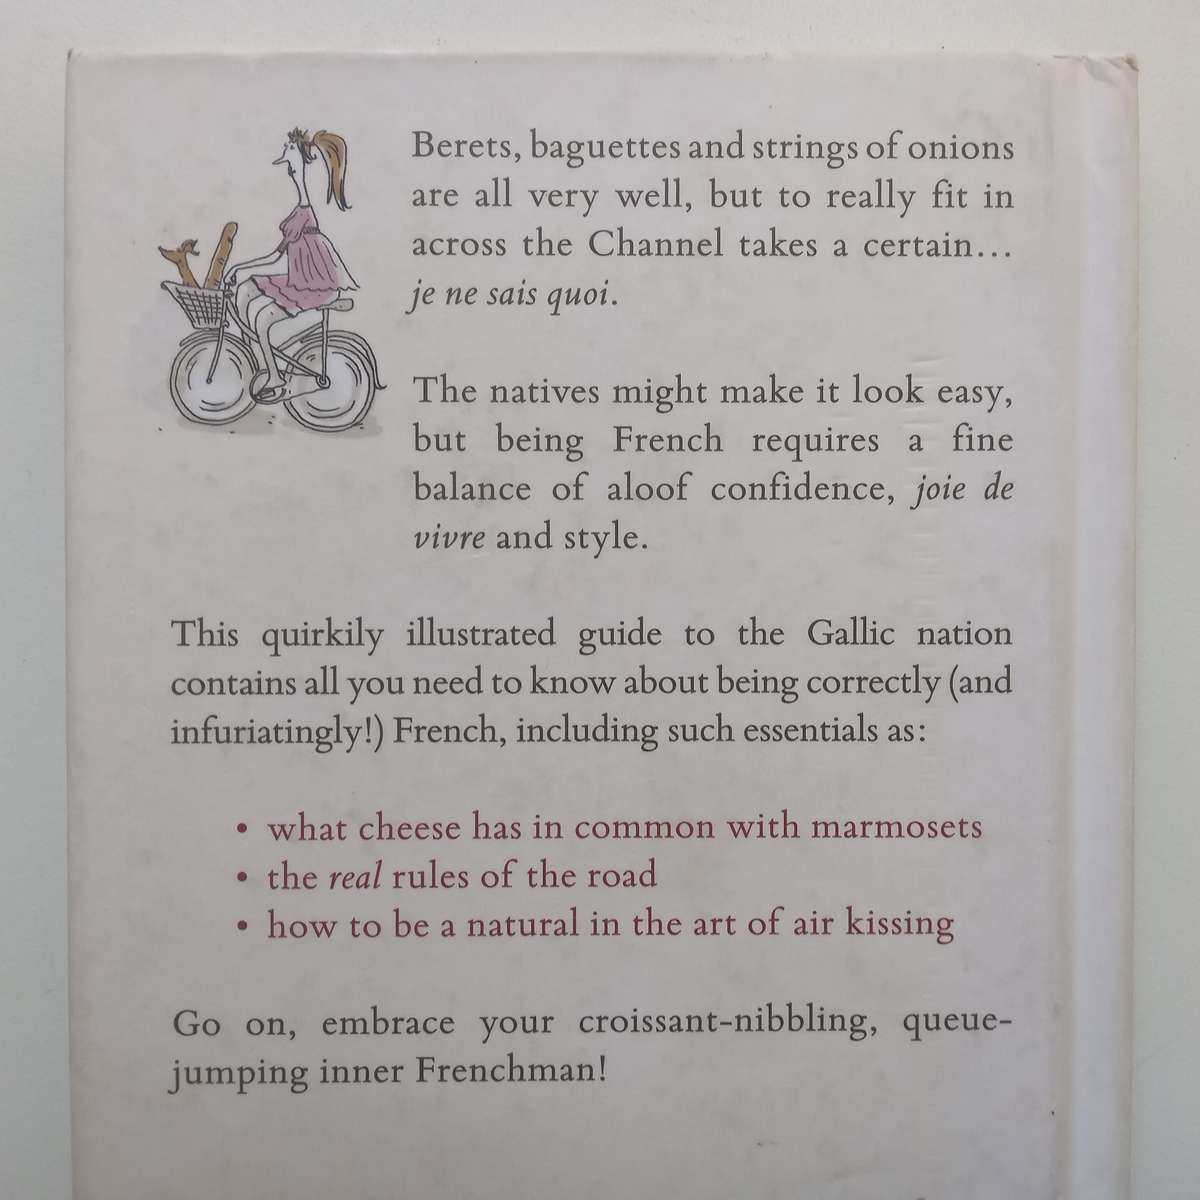 Berets, baguettes and strings of onions
are all very well, but to really fit in
across the Channel takes a certain...
je ne sais quoi.
The natives might make it look easy,
but being French requires a fine
balance of aloof confidence, joie de
vivre and style.
This quirkily illustrated guide to the Gallic nation
contains all you need to know about being correctly (and
infuriatingly!) French, including such essentials as:
• what cheese has in common with marmosets
• the real rules of the road
• how to be a natural in the art of air kissing
Go on, embrace your croissant-nibbling, queue-
jumping inner Frenchman!